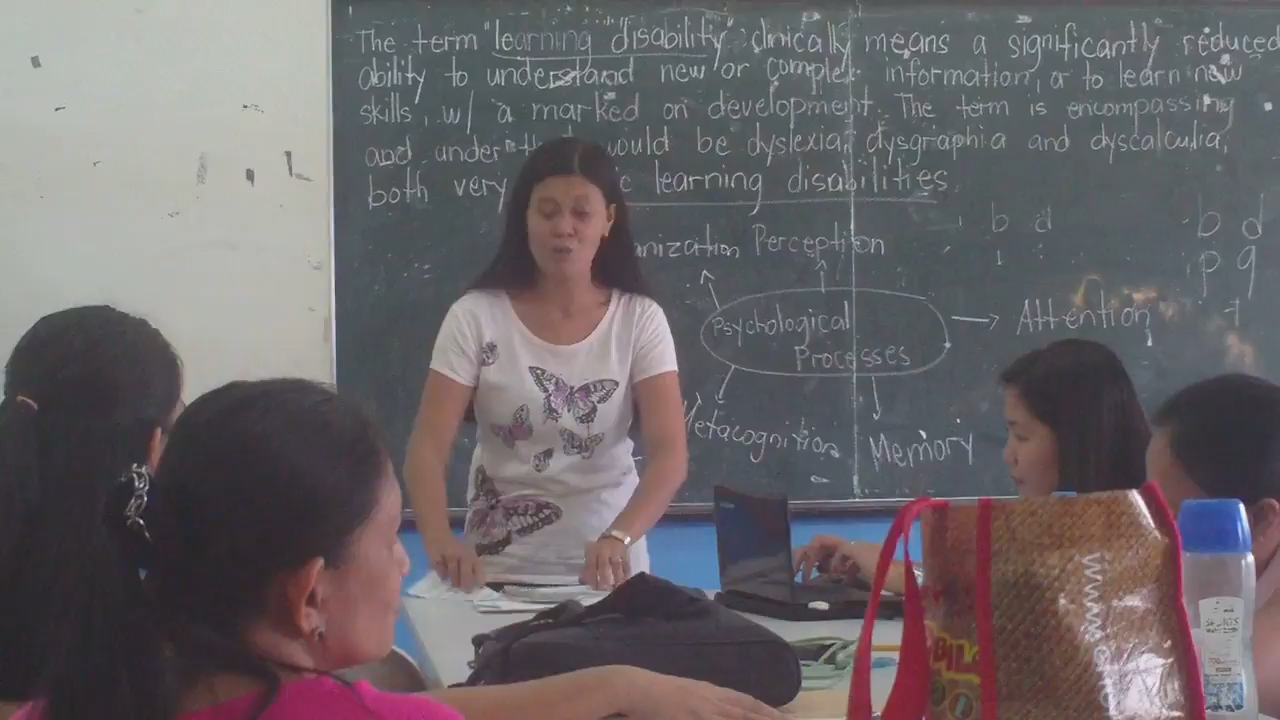 The term "learning disability" clinically means a significantly reduced
ability to understand new or complex information, or to learn new
skills, w/ a marked on development. The term is encompassing
and under would be dyslexia, dysgraphia and dyscalculia,
both very learning disabilities
Perception
b d b d
p q
Psychological
Processes
Attention
Metacognition
Memory
www.